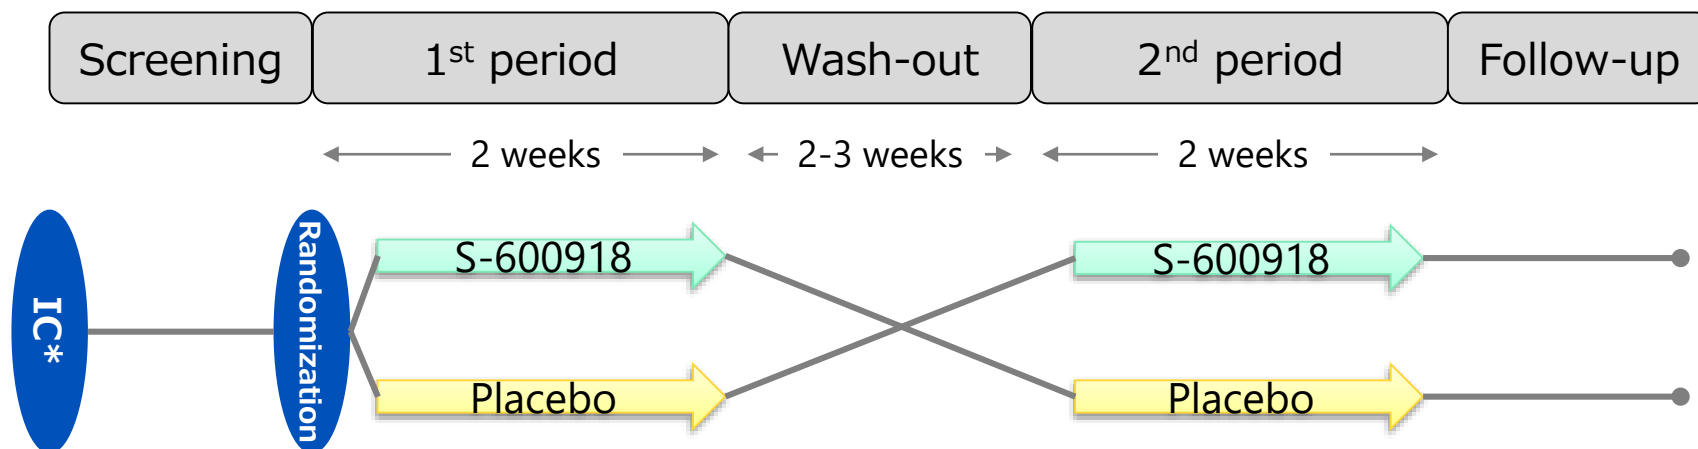 Screening
1st period
Wash-out
2nd period
Follow-up
2 weeks
2-3 weeks
2 weeks
IC*
Randomization
S-600918
S-600918
Placebo
Placebo